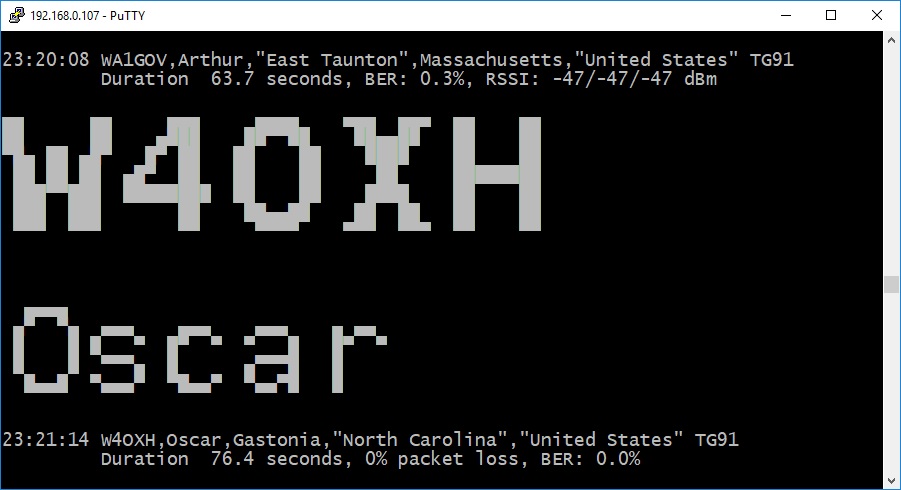 192.168.0.107 - PuTTY
23:20:08 WA1GOV,Arthur,"East Taunton",Massachusetts,"United States" TG91
Duration  63.7 seconds, BER: 0.3%, RSSI: -47/-47/-47 dBm
W4OXH
Oscar
23:21:14 W4OXH,Oscar,Gastonia,"North Carolina","United States" TG91
Duration  76.4 seconds, 0% packet loss, BER: 0.0%